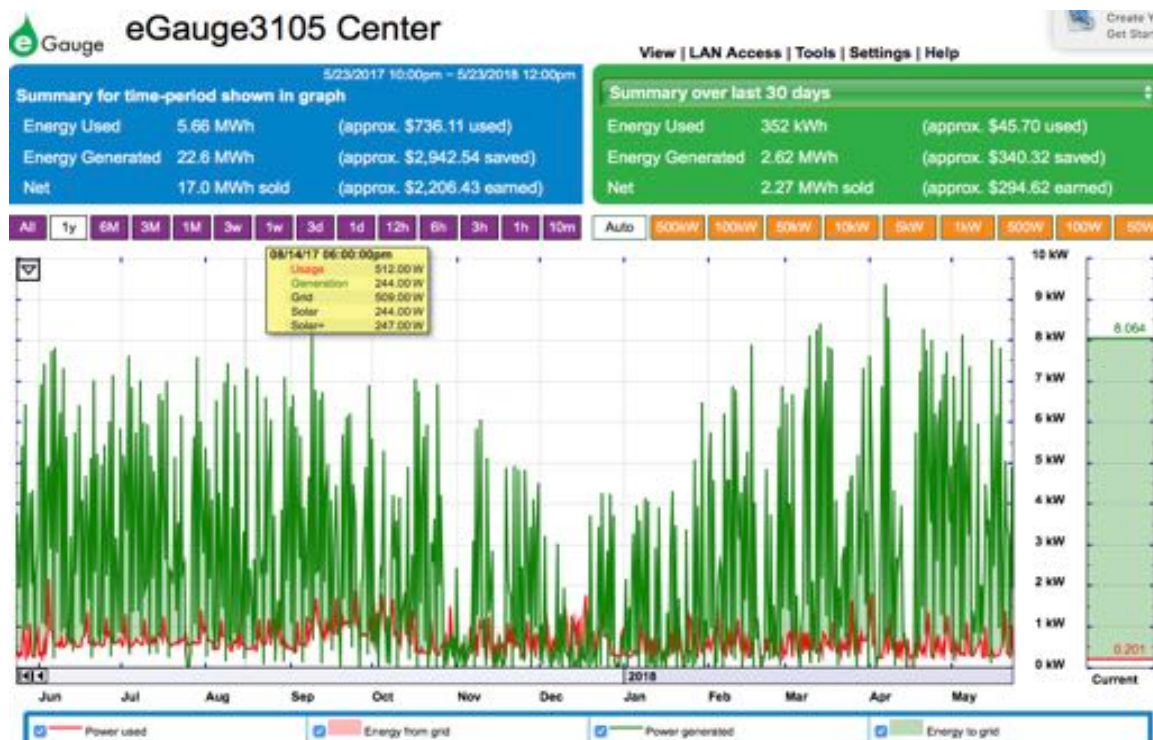 eGauge eGauge3105 Center
Create Y
Get Star
View | LAN Access | Tools | Settings | Help
5/23/2017 10:00pm - 5/23/2018 12:00pm
Summary for time-period shown in graph
Energy Used 5.66 MWh (approx. $736.11 used)
Energy Generated 22.6 MWh (approx. $2,942.54 saved)
Net 17.0 MWh sold (approx. $2,206.43 earned)
Summary over last 30 days
Energy Used 352 kWh (approx. $45.70 used)
Energy Generated 2.62 MWh (approx. $340.32 saved)
Net 2.27 MWh sold (approx. $294.62 earned)
All 1y 6M 3M 1M 3w 1w 3d 1d 12h 6h 3h 1h 10m
Auto 500kW 100kW 50kW 10kW 5kW 1kW 500W 100W 50W
08/14/17 06:00:00pm
Usage 512.00 W
Generation 244.00 W
Grid 509.00 W
Solar 244.00 W
Solar+ 247.00 W
10 kW
9 kW
8 kW
7 kW
6 kW
5 kW
4 kW
3 kW
2 kW
1 kW
0 kW
8.064
0.201
Current
2018
Jun Jul Aug Sep Oct Nov Dec Jan Feb Mar Apr May
Power used Energy from grid Power generated Energy to grid